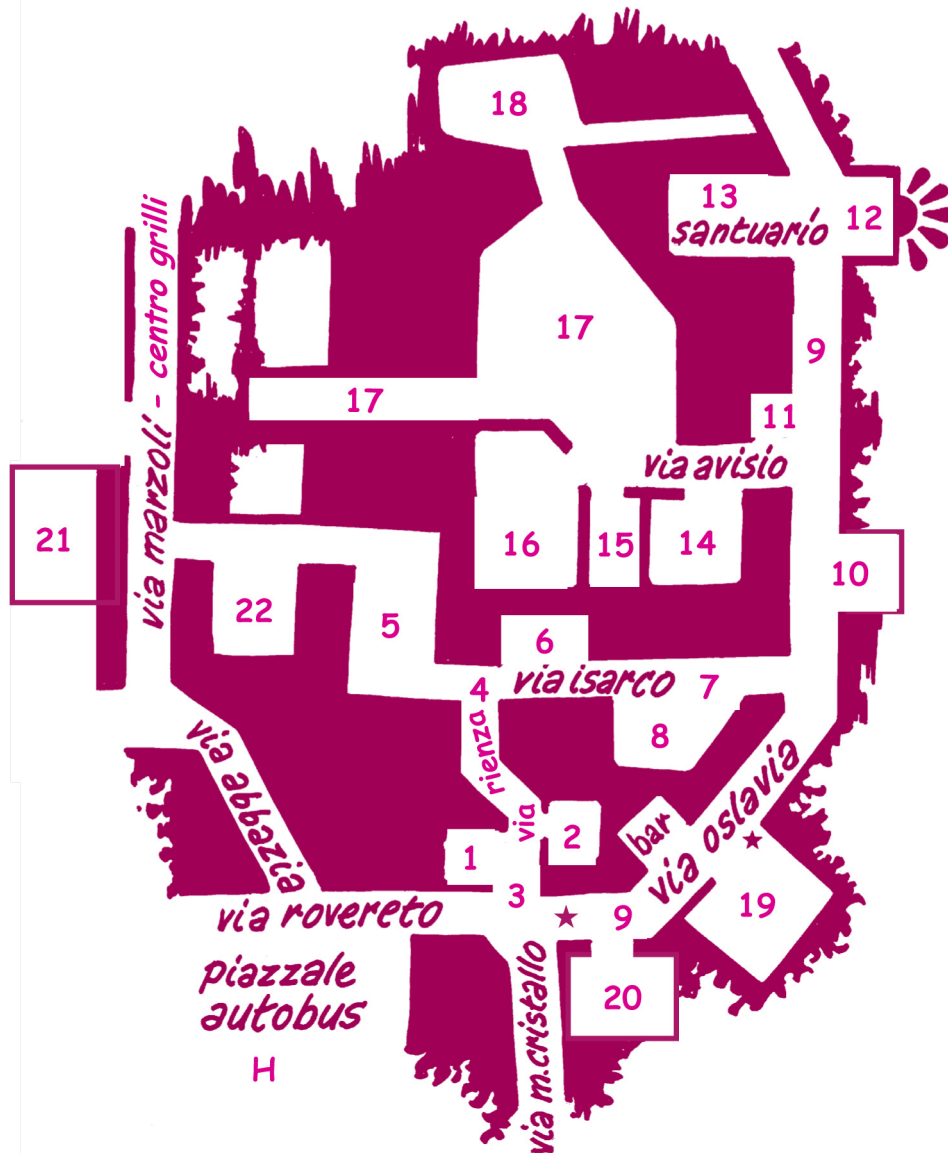 18
13
santuario
12
via marzoli - centro grilli
17
9
17
11
via avisio
21
16
15
14
10
22
5
6
4
via isarco
7
8
via rienza
via abbazia
bar
via oslavia
1
2
3
via rovereto
9
19
piazzale
autobus
H
via m.cristallo
20